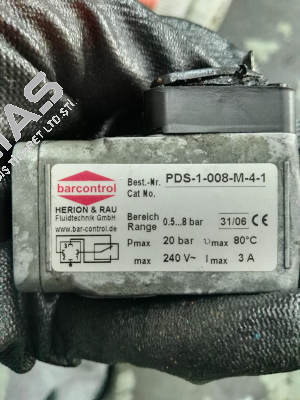 barcontrol
HERION & RAU
Fluidtechnik GmbH
www.bar-control.de
Best.-Nr. PDS-1-008-M-4-1
Cat No.
Bereich
Range 0.5...8 bar 31/06 CE
Pmax 20 bar υmax 80°C
max 240 V~ Imax 3 A